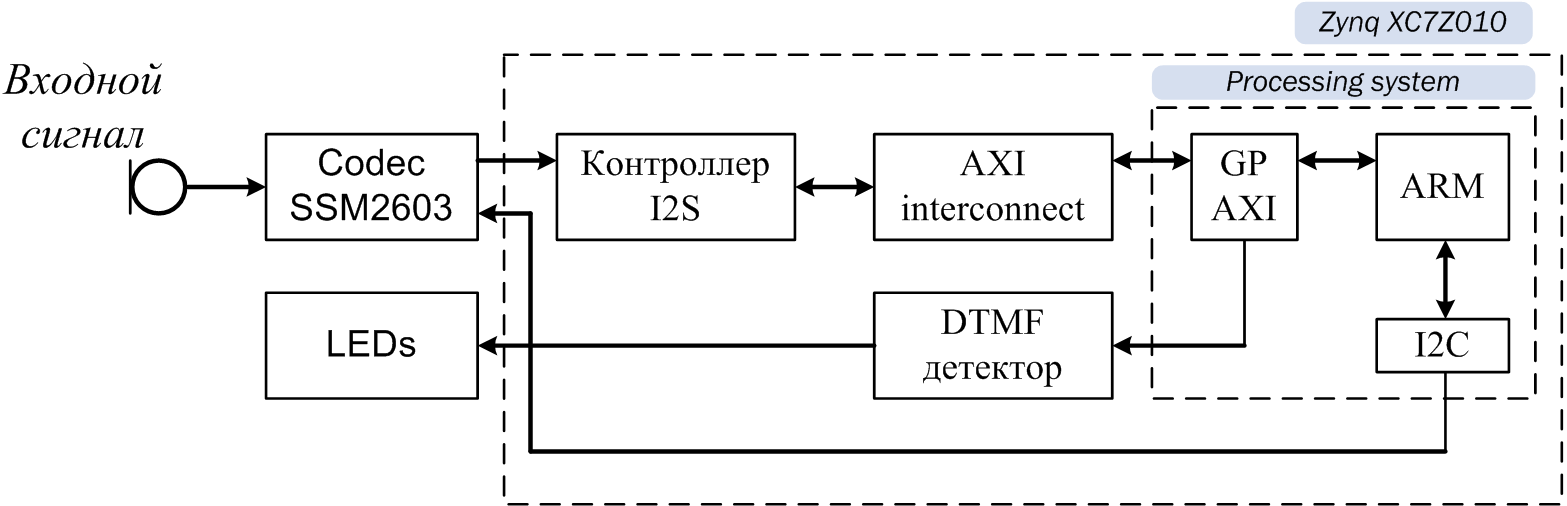 Zynq XC7Z010
Processing system
Входной
сигнал
Codec
SSM2603
Контроллер
I2S
AXI
interconnect
GP
AXI
ARM
LEDs
DTMF
детектор
I2C